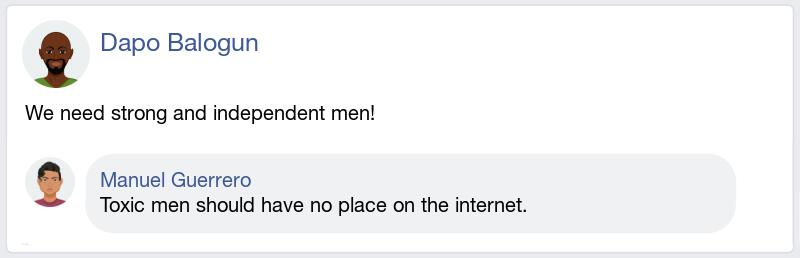 Dapo Balogun
We need strong and independent men!
Manuel Guerrero
Toxic men should have no place on the internet.